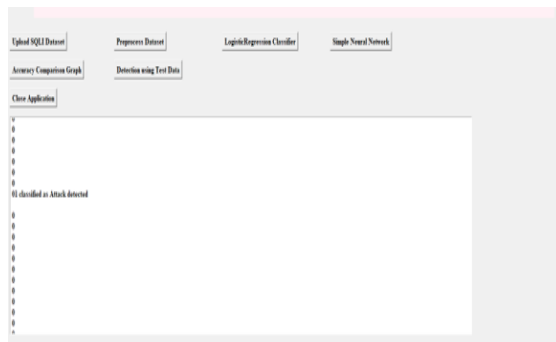 Upload SQLI Dataset
Preprocess Dataset
LogisticRegression Classifier
Simple Neural Network
Accuracy Comparison Graph
Detection using Test Data
Close Application
0
0
0
0
0
0
0
01 classified as Attack detected
0
0
0
0
0
0
0
0
0
0
0